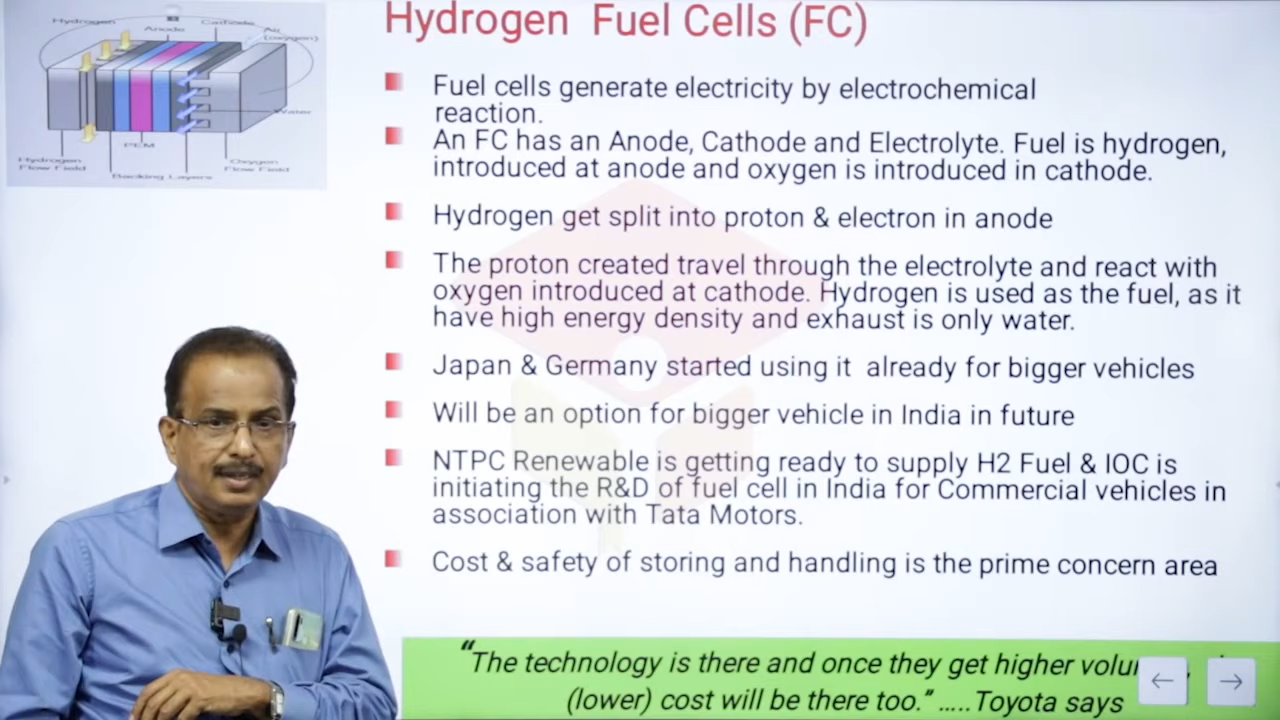 Hydrogen
Cathode
Air
(oxygen)
Anode
Water
PEM
Hydrogen
Flow Field
Oxygen
Flow Field
Backing Layers
Hydrogen Fuel Cells (FC)
Fuel cells generate electricity by electrochemical
reaction.
An FC has an Anode, Cathode and Electrolyte. Fuel is hydrogen,
introduced at anode and oxygen is introduced in cathode.
Hydrogen get split into proton & electron in anode
The proton created travel through the electrolyte and react with
oxygen introduced at cathode. Hydrogen is used as the fuel, as it
have high energy density and exhaust is only water.
Japan & Germany started using it already for bigger vehicles
Will be an option for bigger vehicle in India in future
NTPC Renewable is getting ready to supply H2 Fuel & IOC is
initiating the R&D of fuel cell in India for Commercial vehicles in
association with Tata Motors.
Cost & safety of storing and handling is the prime concern area
“The technology is there and once they get higher
(lower) cost will be there too.” .....Toyota says